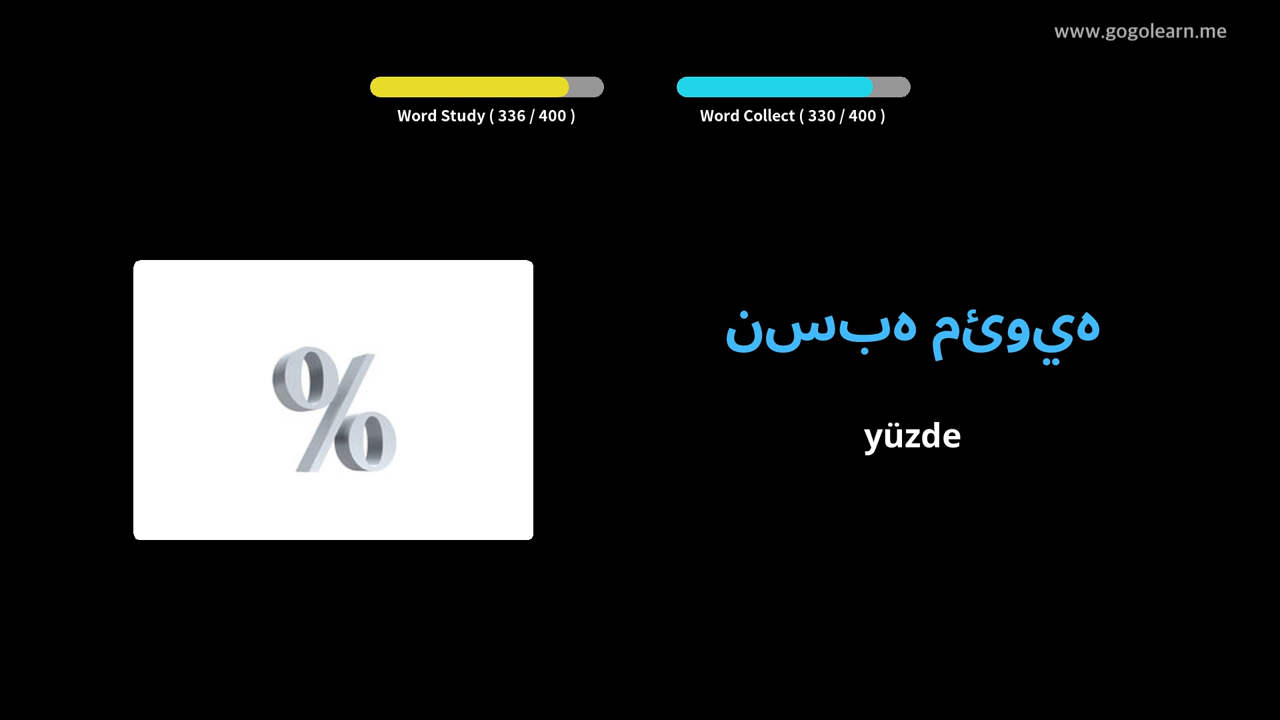 www.gogolearn.me
Word Study ( 336 / 400 )
Word Collect ( 330 / 400 )
%
نسبه مئويه
yüzde